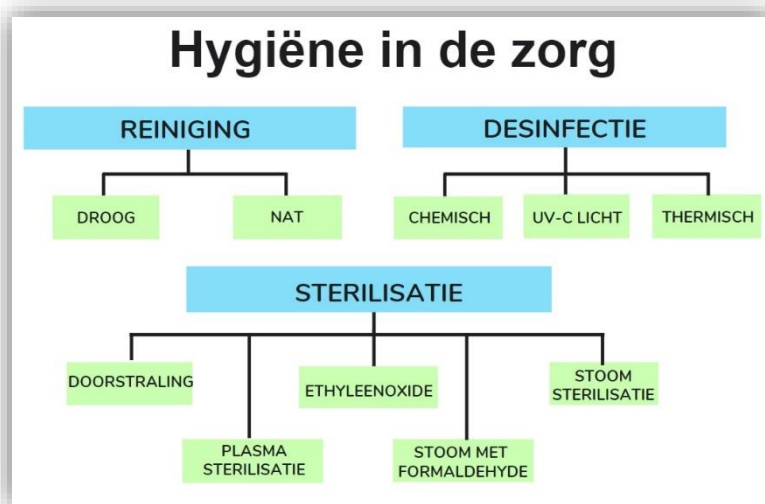 Hygiëne in de zorg
REINIGING
DROOG
NAT
DESINFECTIE
CHEMISCH
UV-C LICHT
THERMISCH
STERILISATIE
DOORSTRALING
PLASMA
STERILISATIE
ETHYLEENOXIDE
STOOM MET
FORMALDEHYDE
STOOM
STERILISATIE